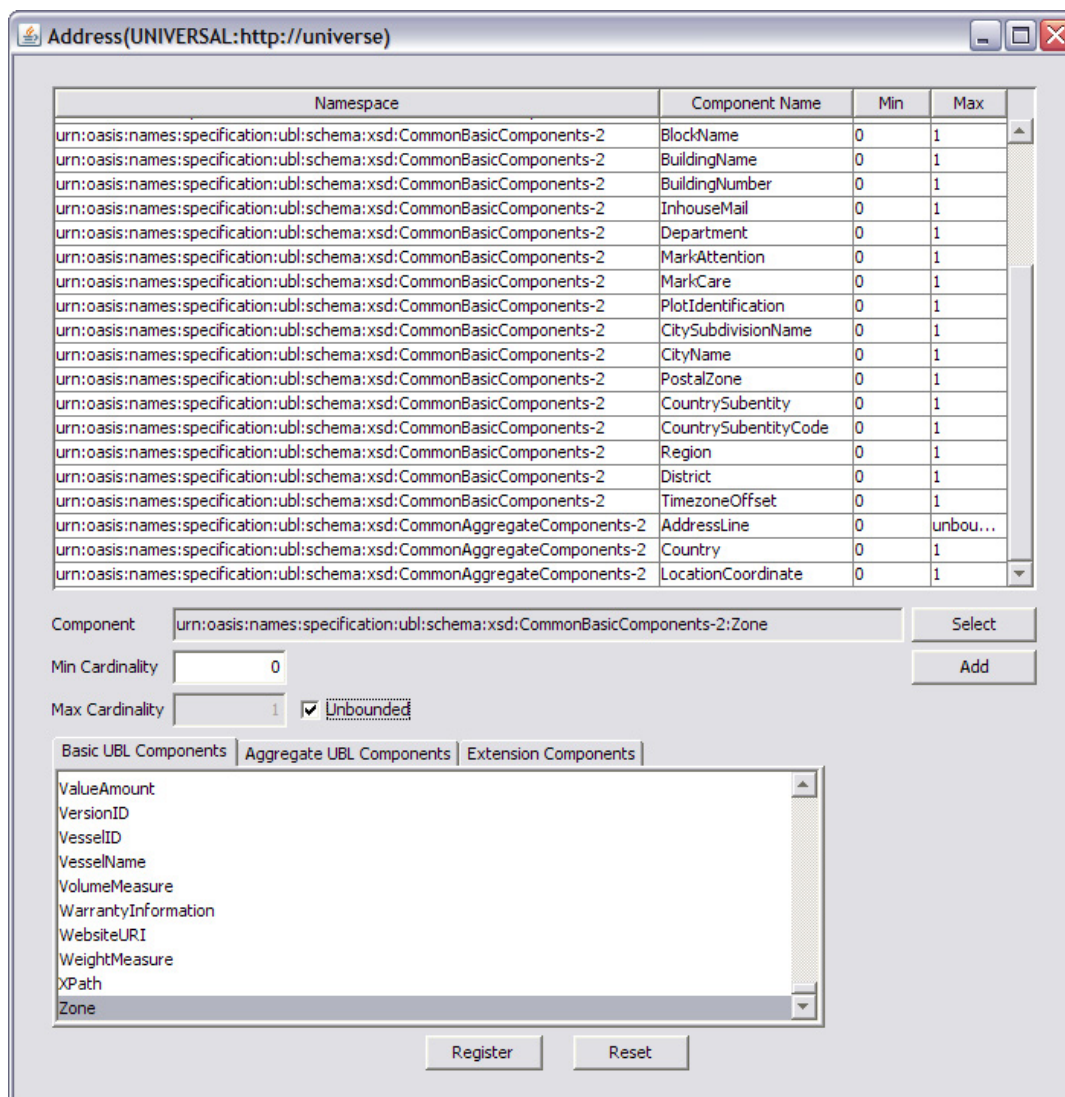 Address(UNIVERSAL:http://universe)
Namespace Component Name Min Max
urn:oasis:names:specification:ubl:schema:xsd:CommonBasicComponents-2 BlockName 0 1
urn:oasis:names:specification:ubl:schema:xsd:CommonBasicComponents-2 BuildingName 0 1
urn:oasis:names:specification:ubl:schema:xsd:CommonBasicComponents-2 BuildingNumber 0 1
urn:oasis:names:specification:ubl:schema:xsd:CommonBasicComponents-2 InhouseMail 0 1
urn:oasis:names:specification:ubl:schema:xsd:CommonBasicComponents-2 Department 0 1
urn:oasis:names:specification:ubl:schema:xsd:CommonBasicComponents-2 MarkAttention 0 1
urn:oasis:names:specification:ubl:schema:xsd:CommonBasicComponents-2 MarkCare 0 1
urn:oasis:names:specification:ubl:schema:xsd:CommonBasicComponents-2 PlotIdentification 0 1
urn:oasis:names:specification:ubl:schema:xsd:CommonBasicComponents-2 CitySubdivisionName 0 1
urn:oasis:names:specification:ubl:schema:xsd:CommonBasicComponents-2 CityName 0 1
urn:oasis:names:specification:ubl:schema:xsd:CommonBasicComponents-2 PostalZone 0 1
urn:oasis:names:specification:ubl:schema:xsd:CommonBasicComponents-2 CountrySubentity 0 1
urn:oasis:names:specification:ubl:schema:xsd:CommonBasicComponents-2 CountrySubentityCode 0 1
urn:oasis:names:specification:ubl:schema:xsd:CommonBasicComponents-2 Region 0 1
urn:oasis:names:specification:ubl:schema:xsd:CommonBasicComponents-2 District 0 1
urn:oasis:names:specification:ubl:schema:xsd:CommonBasicComponents-2 TimezoneOffset 0 1
urn:oasis:names:specification:ubl:schema:xsd:CommonAggregateComponents-2 AddressLine 0 unbou...
urn:oasis:names:specification:ubl:schema:xsd:CommonAggregateComponents-2 Country 0 1
urn:oasis:names:specification:ubl:schema:xsd:CommonAggregateComponents-2 LocationCoordinate 0 1
Component urn:oasis:names:specification:ubl:schema:xsd:CommonBasicComponents-2:Zone Select
Min Cardinality 0 Add
Max Cardinality 1 Unbounded
Basic UBL Components Aggregate UBL Components Extension Components
ValueAmount
VersionID
VesselID
VesselName
VolumeMeasure
WarrantyInformation
WebsiteURI
WeightMeasure
XPath
Zone
Register Reset